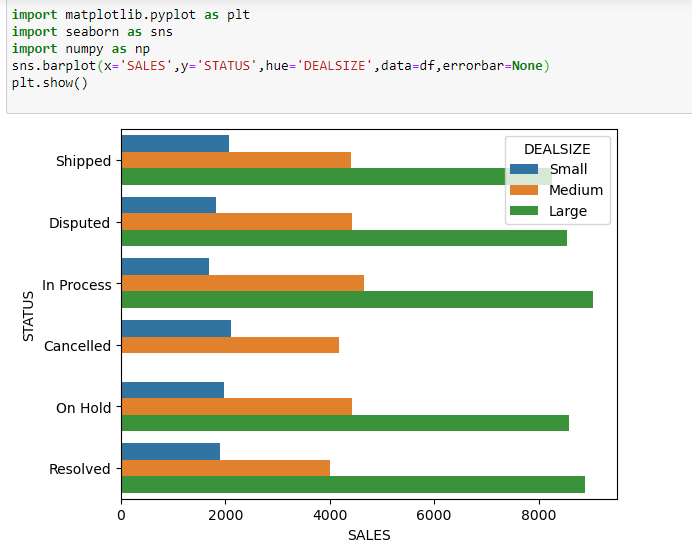 import matplotlib.pyplot as plt
import seaborn as sns
import numpy as np
sns.barplot(x='SALES',y='STATUS',hue='DEALSIZE',data=df,errorbar=None)
plt.show()
DEALSIZE
Small
Medium
Large
STATUS
Shipped
Disputed
In Process
Cancelled
On Hold
Resolved
0 2000 4000 6000 8000
SALES